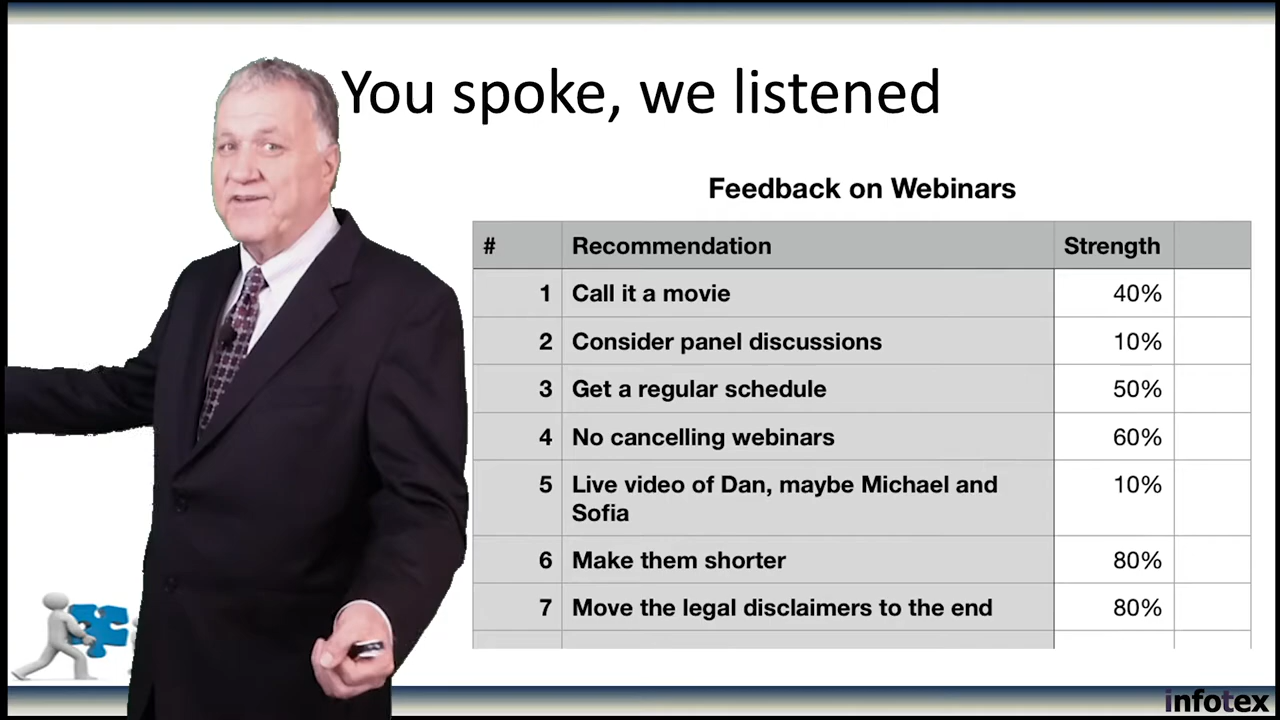 You spoke, we listened
Feedback on Webinars
# Recommendation Strength
1 Call it a movie 40%
2 Consider panel discussions 10%
3 Get a regular schedule 50%
4 No cancelling webinars 60%
5 Live video of Dan, maybe Michael and 10%
Sofia
6 Make them shorter 80%
7 Move the legal disclaimers to the end 80%
infotex